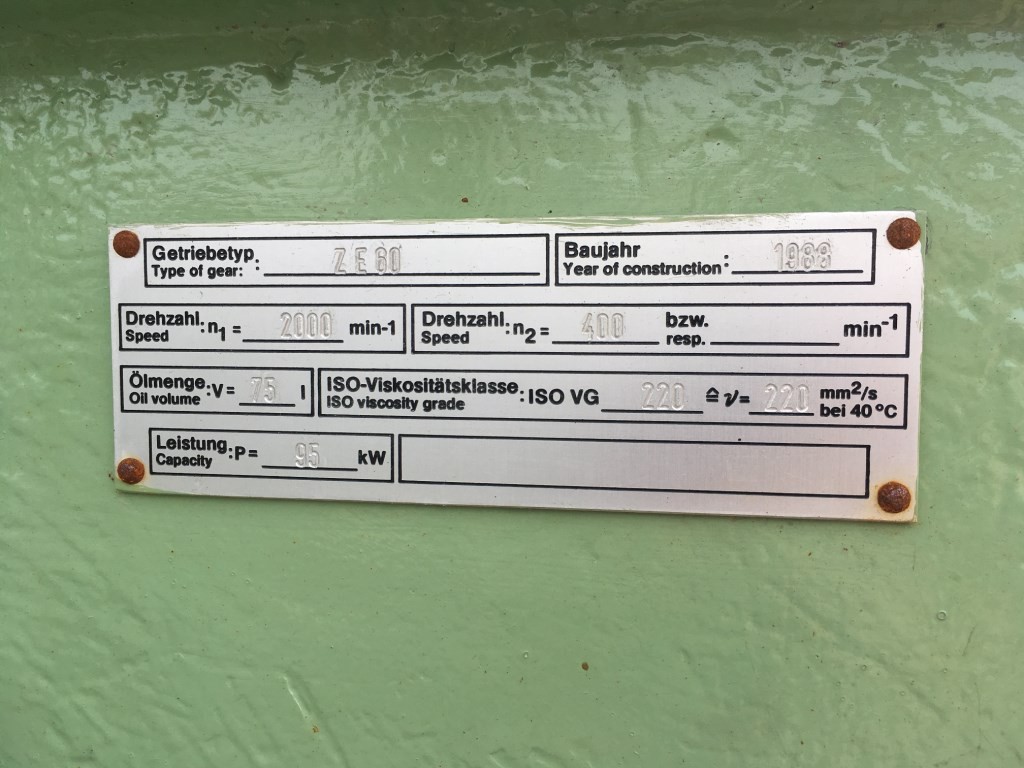 Getriebetyp : Z E 60
Type of gear:
Baujahr : 1988
Year of construction
Drehzahl : n1 = 2000 min-1
Speed
Drehzahl : n2 = 400 bzw. min-1
Speed resp.
Ölmenge : V = 75 l
Oil volume
ISO-Viskositätsklasse : ISO VG 220 ≙ ν = 220 mm2/s
ISO viscosity grade bei 40 °C
Leistung : P = 95 kW
Capacity